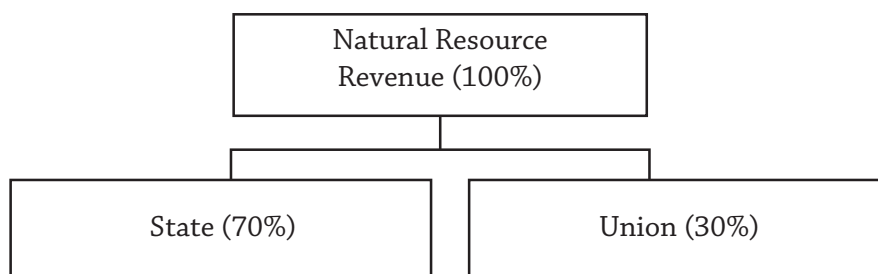 Natural Resource
Revenue (100%)
State (70%)
Union (30%)